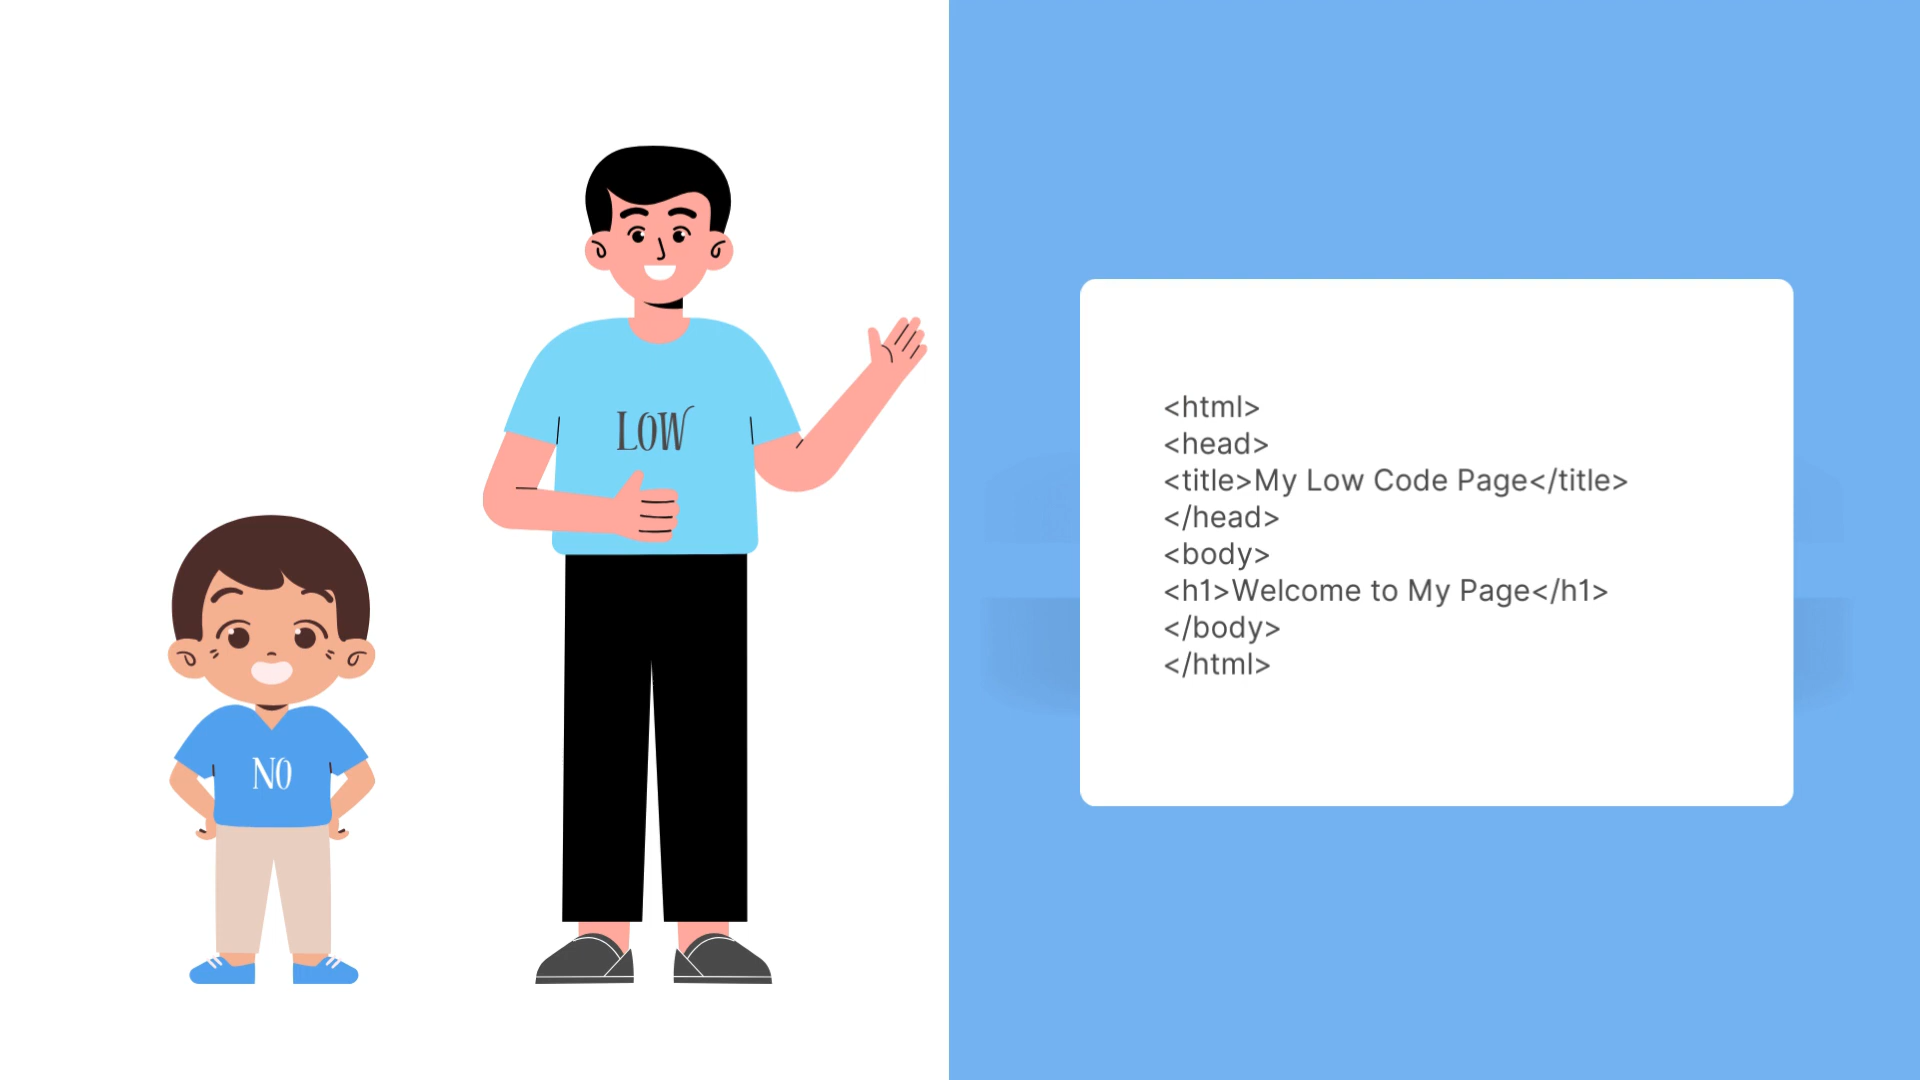 LOW
NO
<html>
<head>
<title>My Low Code Page</title>
</head>
<body>
<h1>Welcome to My Page</h1>
</body>
</html>